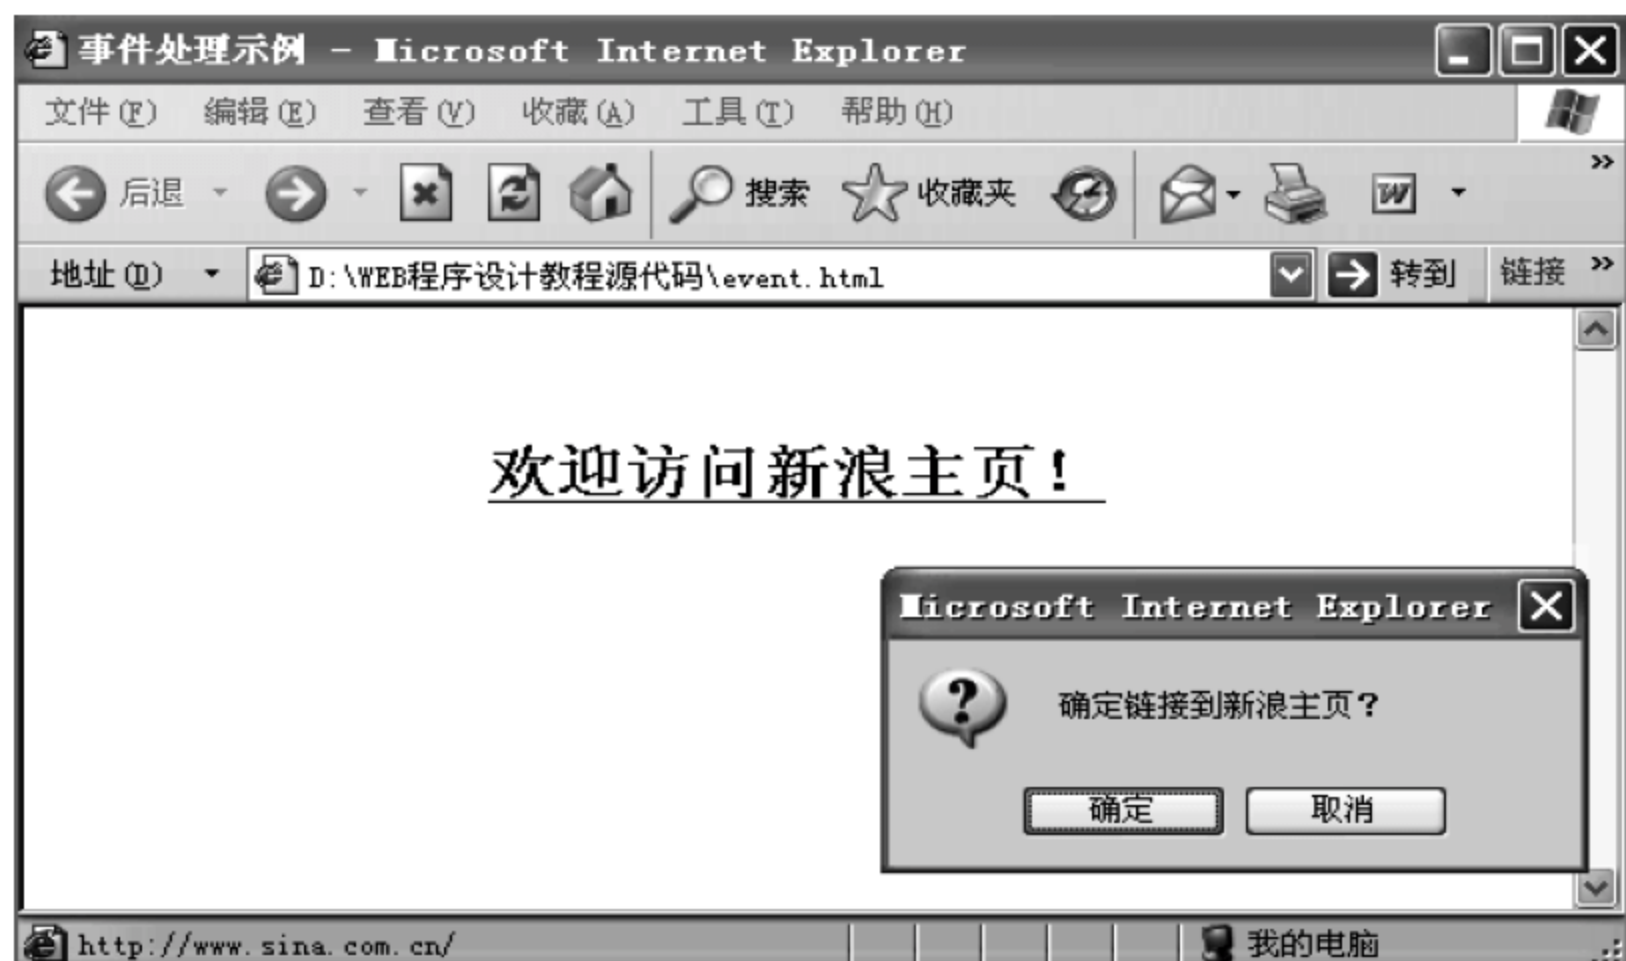 事件处理示例 - Microsoft Internet Explorer
文件(F) 编辑(E) 查看(V) 收藏(A) 工具(T) 帮助(H)
后退 搜索 收藏夹 W »
地址(D) D:\WEB程序设计教程源代码\event.html 转到 链接 »
欢迎访问新浪主页!
Microsoft Internet Explorer
确定链接到新浪主页?
确定 取消
http://www.sina.com.cn/ 我的电脑